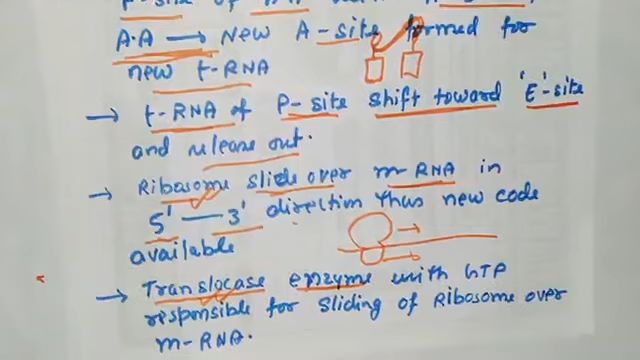 A.A → New A-site formed for
new t-RNA
→ t-RNA of P-site shift toward 'E'-site
and release out.
→ Ribosome slide over m-RNA in
5' — 3' direction thus new code
available
→ Translocase enzyme with GTP
responsible for sliding of Ribosome over
m-RNA.